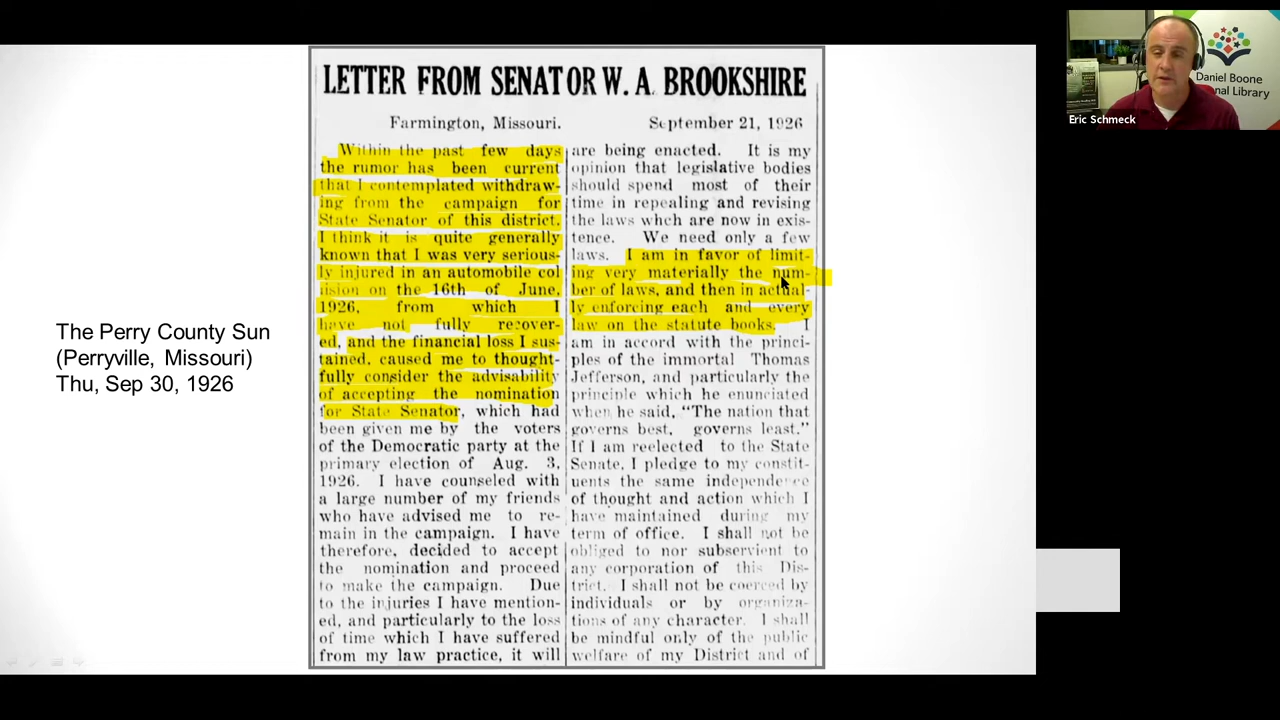 LETTER FROM SENATOR W. A. BROOKSHIRE
Farmington, Missouri. September 21, 1926
Within the past few days
the rumor has been current
that I contemplated withdraw-
ing from the campaign for
State Senator of this district.
I think it is quite generally
known that I was very serious-
ly injured in an automobile col
ision on the 16th of June,
1926, from which I
have not fully recover-
ed, and the financial loss I sus-
tained, caused me to thought-
fully consider the advisability
of accepting the nomination
for State Senator, which had
been given me by the voters
of the Democratic party at the
primary election of Aug. 3,
1926. I have counseled with
a large number of my friends
who have advised me to re-
main in the campaign. I have
therefore, decided to accept
the nomination and proceed
to make the campaign. Due
to the injuries I have mention-
ed, and particularly to the loss
of time which I have suffered
from my law practice, it will
are being enacted. It is my
opinion that legislative bodies
should spend most of their
time in repealing and revising
the laws whch are now in exis-
tence. We need only a few
laws. I am in favor of limit-
ing very materially the num-
ber of laws, and then in actual-
ly enforcing each and every
law on the statute books. I
am in accord with the princi-
ples of the immortal Thomas
Jefferson, and particularly the
principle which he enunciated
when he said, "The nation that
governs best, governs least."
If I am reelected to the State
Senate, I pledge to my constit-
uents the same independence
of thought and action which I
have maintained during my
term of office. I shall not be
obliged to nor subservient to
any corporation of this Dis-
trict. I shall not be coerced by
individuals or by organiza-
tions of any character. I shall
be mindful only of the public
welfare of my District and of
The Perry County Sun
(Perryville, Missouri)
Thu, Sep 30, 1926
Daniel Boone
nal Library
Eric Schmeck